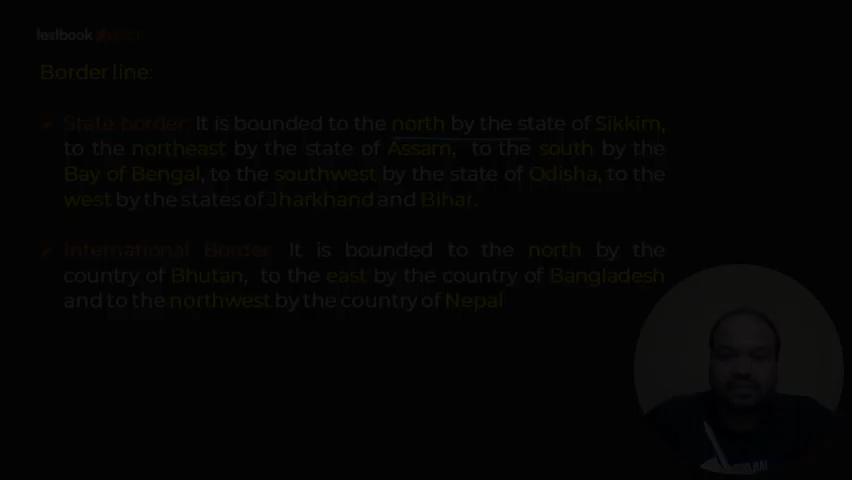 testbook
Border line:
State border: It is bounded to the north by the state of Sikkim,
to the northeast by the state of Assam, to the south by the
Bay of Bengal, to the southwest by the state of Odisha, to the
west by the states of Jharkhand and Bihar.
International Border: It is bounded to the north by the
country of Bhutan, to the east by the country of Bangladesh
and to the northwest by the country of Nepal